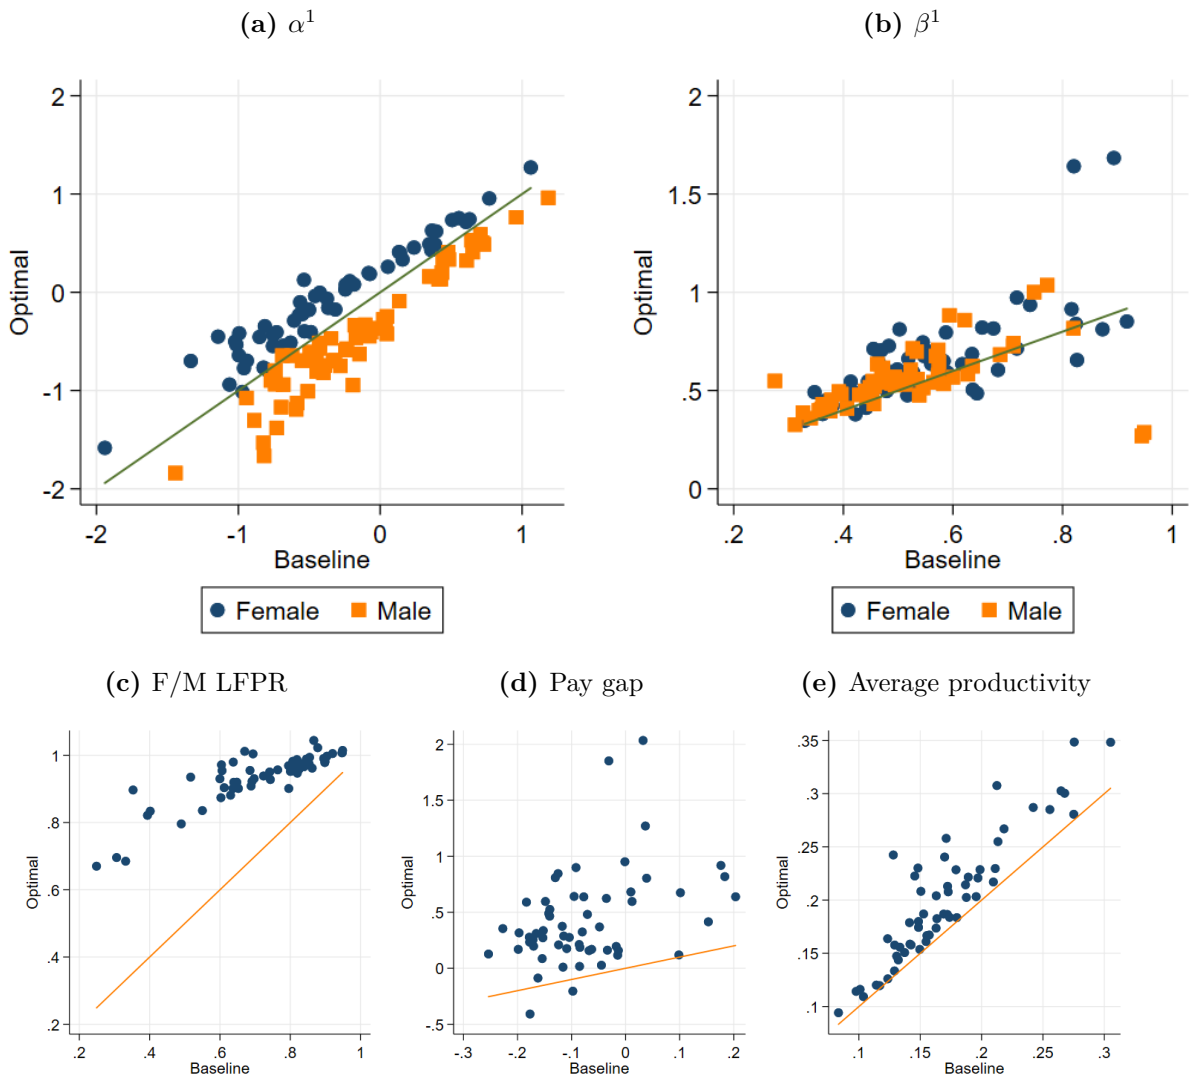 (a) α¹
(b) β¹
2
1
0
-1
-2
Optimal
-2 -1 0 1
Baseline
Female Male
2
1.5
1
.5
0
Optimal
.2 .4 .6 .8 1
Baseline
Female Male
(c) F/M LFPR
(d) Pay gap
(e) Average productivity
1
.8
.6
.4
.2
Optimal
.2 .4 .6 .8 1
Baseline
2
1.5
1
.5
0
-.5
Optimal
-.3 -.2 -.1 0 .1 .2
Baseline
.35
.3
.25
.2
.15
.1
Optimal
.1 .15 .2 .25 .3
Baseline